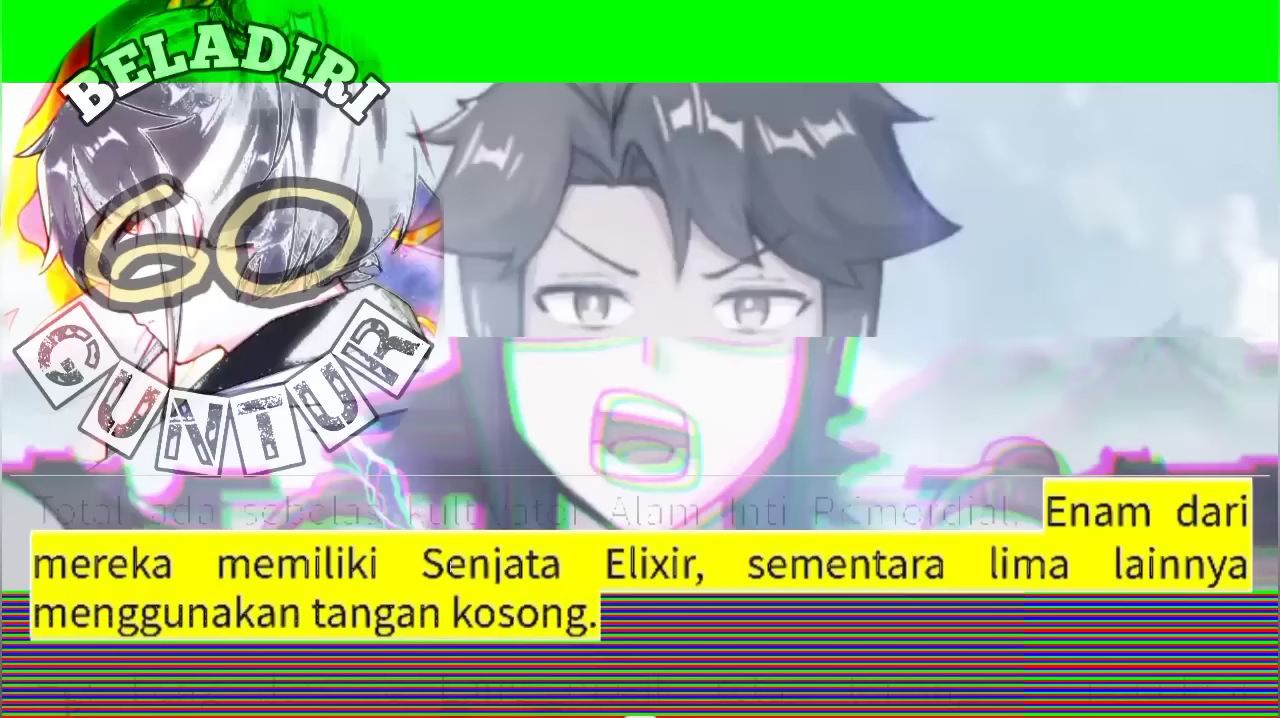 BELADIRI
60
GUNTUR
Total ada sebelas kultivator Alam Inti Primordial. Enam dari
mereka memiliki Senjata Elixir, sementara lima lainnya
menggunakan tangan kosong.